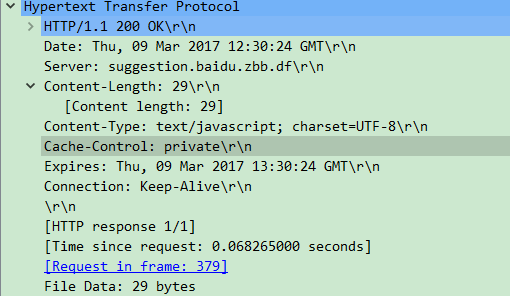 Hypertext Transfer Protocol
HTTP/1.1 200 OK\r\n
Date: Thu, 09 Mar 2017 12:30:24 GMT\r\n
Server: suggestion.baidu.zbb.df\r\n
Content-Length: 29\r\n
[Content length: 29]
Content-Type: text/javascript; charset=UTF-8\r\n
Cache-Control: private\r\n
Expires: Thu, 09 Mar 2017 13:30:24 GMT\r\n
Connection: Keep-Alive\r\n
\r\n
[HTTP response 1/1]
[Time since request: 0.068265000 seconds]
[Request in frame: 379]
File Data: 29 bytes